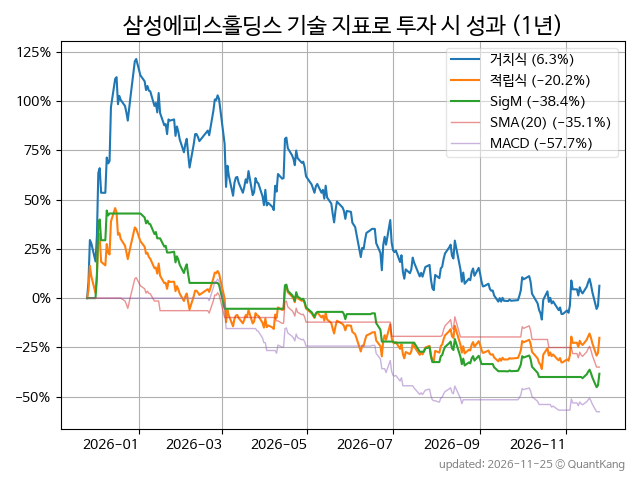 삼성에피스홀딩스 기술 지표로 투자 시 성과 (1년)
125%
100%
75%
50%
25%
0%
−25%
−50%
거치식 (6.3%)
적립식 (−20.2%)
SigM (−38.4%)
SMA(20) (−35.1%)
MACD (−57.7%)
2026-01
2026-03
2026-05
2026-07
2026-09
2026-11
updated: 2026-11-25 © QuantKang